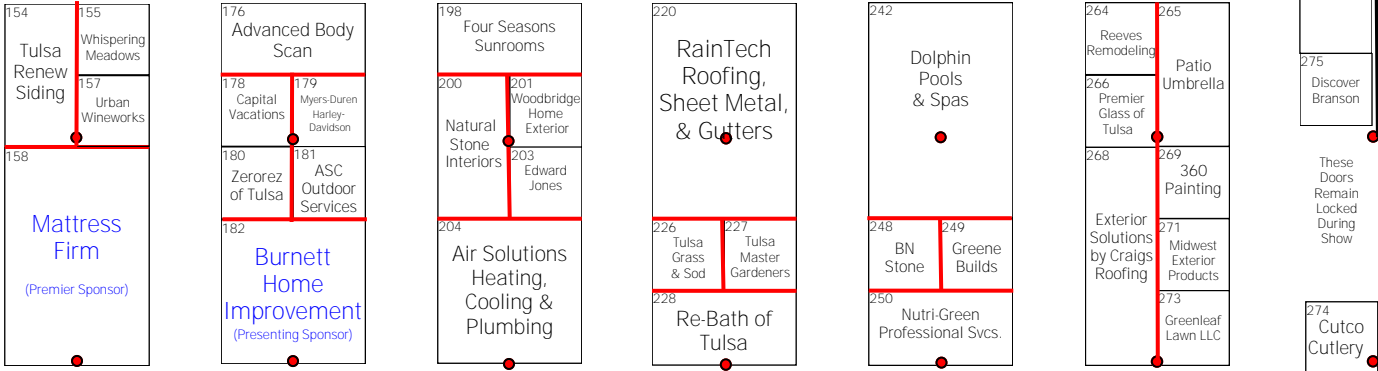 154
Tulsa
Renew
Siding
155
Whispering
Meadows
157
Urban
Wineworks
158
Mattress
Firm
(Premier Sponsor)
176
Advanced Body
Scan
178
Capital
Vacations
179
Myers-Duren
Harley-
Davidson
180
Zerorez
of Tulsa
181
ASC
Outdoor
Services
182
Burnett
Home
Improvement
(Presenting Sponsor)
198
Four Seasons
Sunrooms
200
Natural
Stone
Interiors
201
Woodbridge
Home
Exterior
203
Edward
Jones
204
Air Solutions
Heating,
Cooling &
Plumbing
220
RainTech
Roofing,
Sheet Metal,
& Gutters
226
Tulsa
Grass
& Sod
227
Tulsa
Master
Gardeners
228
Re-Bath of
Tulsa
242
Dolphin
Pools
& Spas
248
BN
Stone
249
Greene
Builds
250
Nutri-Green
Professional Svcs.
264
Reeves
Remodeling
265
Patio
Umbrella
266
Premier
Glass of
Tulsa
268
Exterior
Solutions
by Craigs
Roofing
269
360
Painting
271
Midwest
Exterior
Products
273
Greenleaf
Lawn LLC
275
Discover
Branson
These
Doors
Remain
Locked
During
Show
274
Cutco
Cutlery